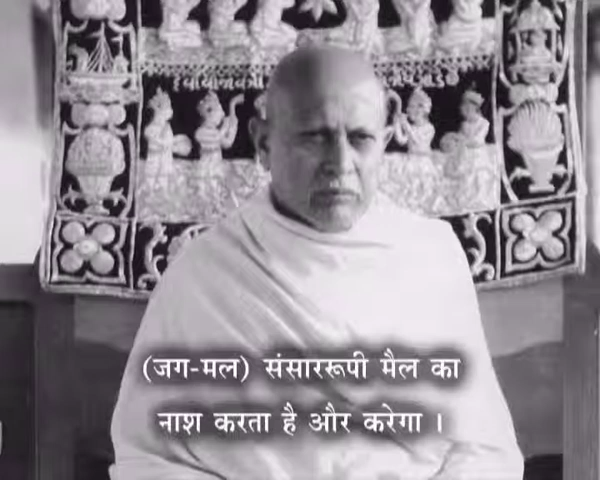 (जग-मल) संसाररूपी मैल का
नाश करता है और करेगा ।